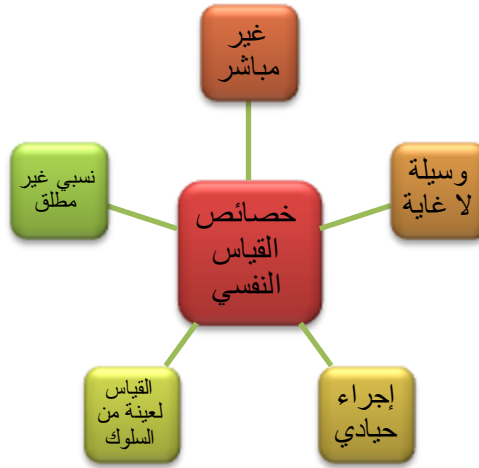 غير
مباشر
وسيلة
لا غاية
إجراء
حيادي
القياس
لعينة من
السلوك
نسبي غير
مطلق
خصائص
القياس
النفسي